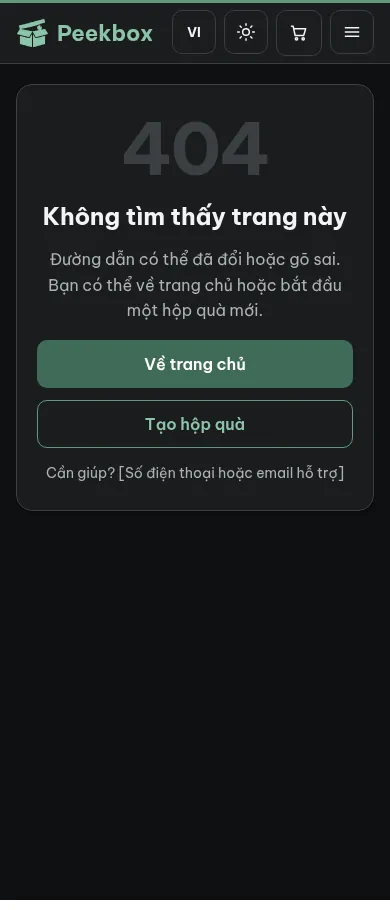 Peekbox
VI
404
Không tìm thấy trang này
Đường dẫn có thể đã đổi hoặc gõ sai.
Bạn có thể về trang chủ hoặc bắt đầu
một hộp quà mới.
Về trang chủ
Tạo hộp quà
Cần giúp? [Số điện thoại hoặc email hỗ trợ]